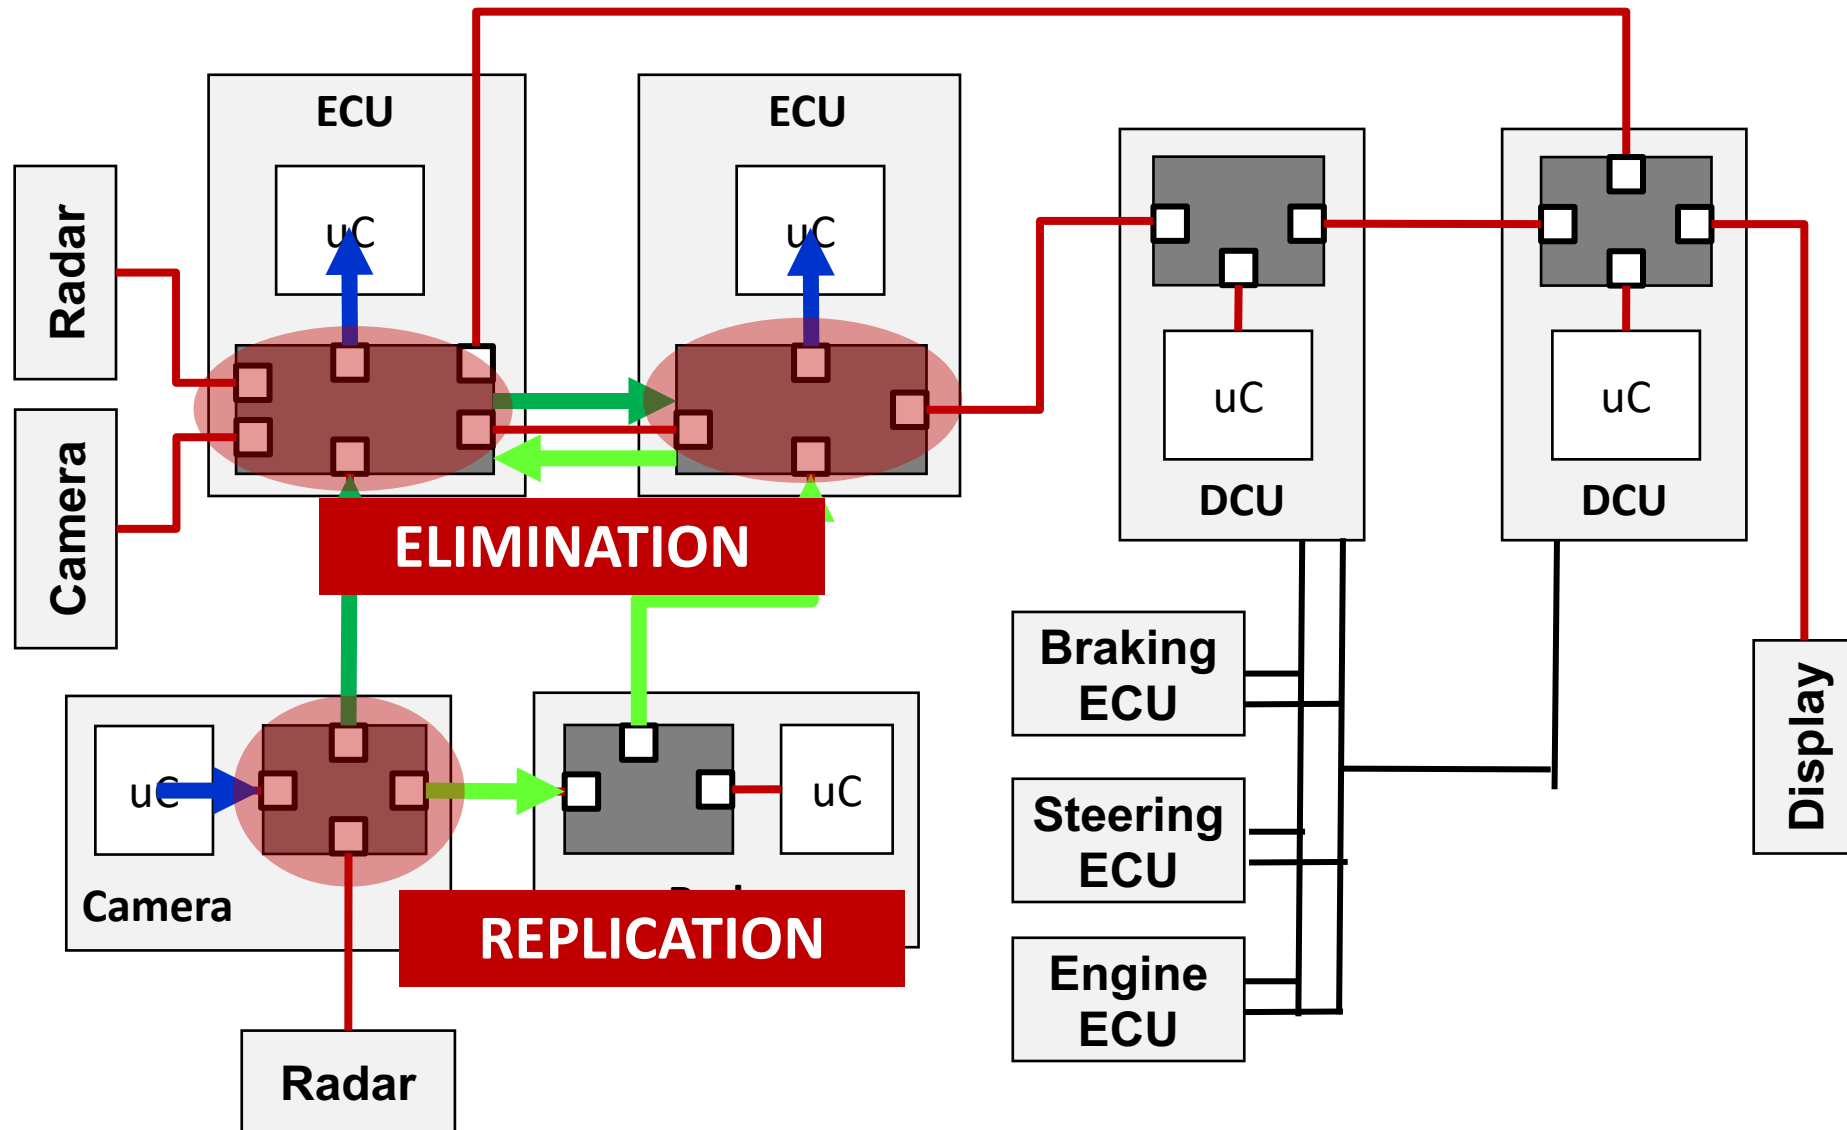 ECU
ECU
Radar
uC
uC
Camera
uC
uC
DCU
DCU
ELIMINATION
Braking
ECU
Display
uC
uC
Steering
ECU
Camera
REPLICATION
Engine
ECU
Radar